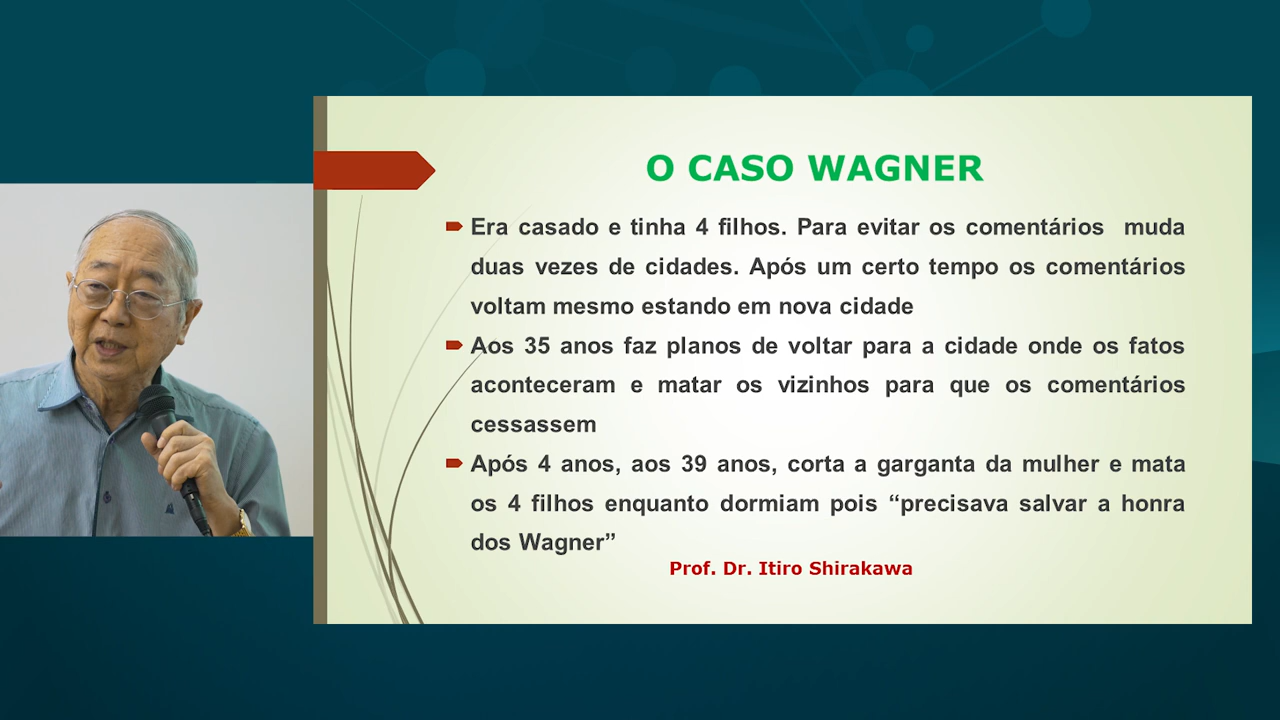 O CASO WAGNER
Era casado e tinha 4 filhos. Para evitar os comentários muda
duas vezes de cidades. Após um certo tempo os comentários
voltam mesmo estando em nova cidade
Aos 35 anos faz planos de voltar para a cidade onde os fatos
aconteceram e matar os vizinhos para que os comentários
cessassem
Após 4 anos, aos 39 anos, corta a garganta da mulher e mata
os 4 filhos enquanto dormiam pois “precisava salvar a honra
dos Wagner”
Prof. Dr. Itiro Shirakawa